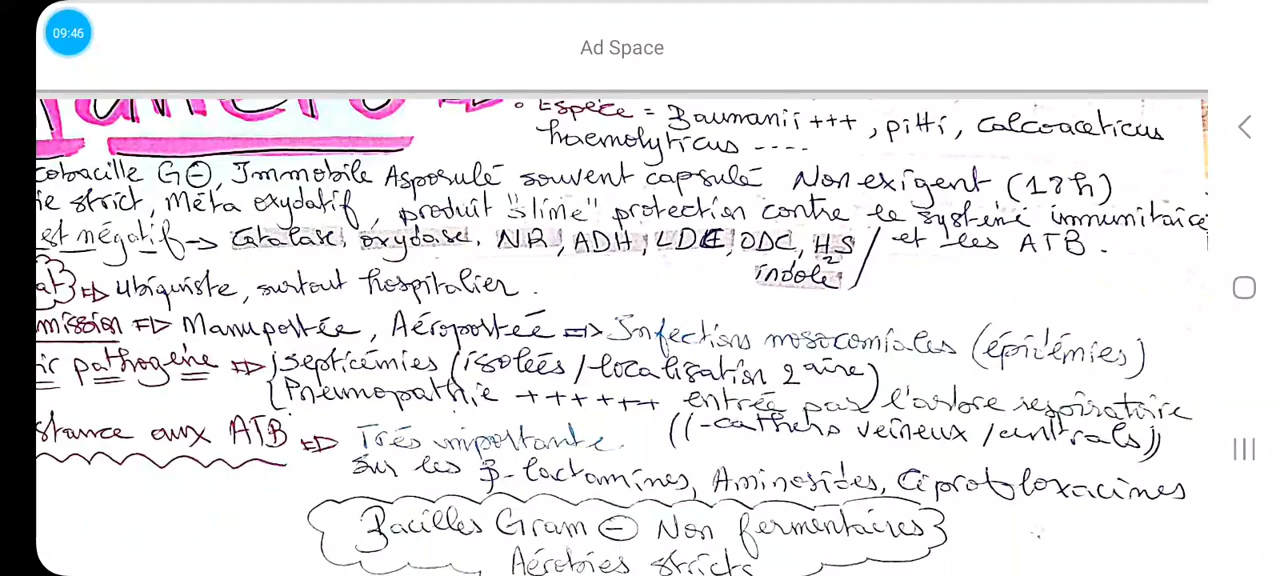 09:46
Ad Space
• Espèce = Baumanii +++, pitti, Calcoaceticus
haemolyticus ----
cobacille G⊖, Immobile Asporulé souvent capsulé Non exigent (18h)
ie strict, Méta oxydatif, produit "slime" protection contre le système immunitaire
est négatif → Catalase, oxydase, NR, ADH, LDC, ODC, H2S / et les ATB.
indole
at} ⇒ Ubiquiste, surtout hospitalier.
mission ⇒ Manuportée, Aéroportée ⇒ Infections nosocomiales (épidémies)
ir pathogène ⇒ {septicémies (isolées / localisation 2aire)
Pneumopathie ++++++ entrée par l'arbre respiratoire
stance aux ATB ⇒ Très importante. ((-cathers veineux / centrals))
sur les β-lactamines, Aminosides, Ciprofloxacines
Bacilles Gram ⊖ Non fermentaires
Aérobies stricts